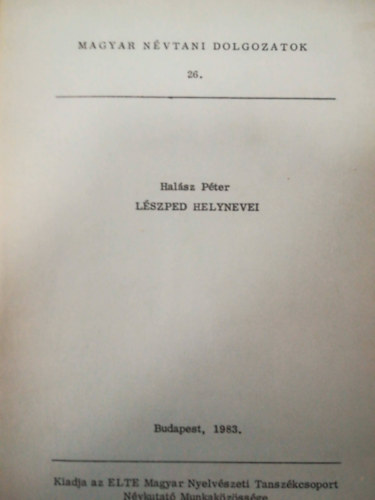 MAGYAR NÉVTANI DOLGOZATOK
26.
Halász Péter
LÉSZPED HELYNEVEI
Budapest, 1983.
Kiadja az ELTE Magyar Nyelvészeti Tanszékcsoport
Névkutató Munkaközössége